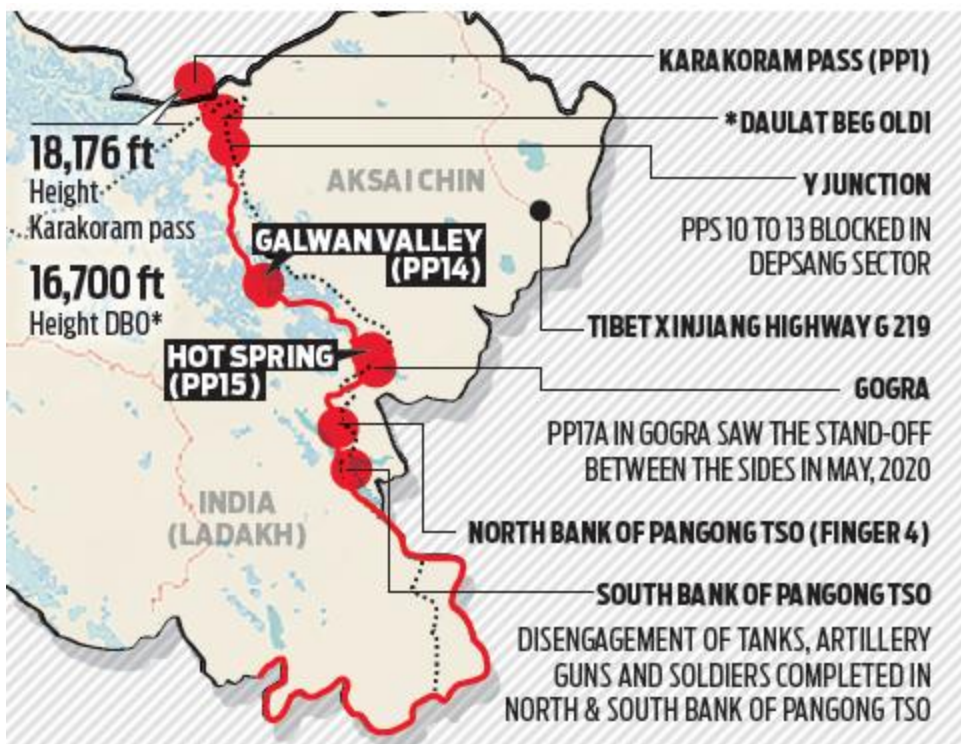 KARAKORAM PASS (PP1)
*DAULAT BEG OLDI
18,176 ft
Height
Karakoram pass
16,700 ft
Height DBO*
AKSAI CHIN
Y JUNCTION
PPS 10 TO 13 BLOCKED IN
DEPSANG SECTOR
GALWAN VALLEY
(PP14)
TIBET XINJIANG HIGHWAY G 219
HOT SPRING
(PP15)
GOGRA
PP17A IN GOGRA SAW THE STAND-OFF
BETWEEN THE SIDES IN MAY, 2020
INDIA
(LADAKH)
NORTH BANK OF PANGONG TSO (FINGER 4)
SOUTH BANK OF PANGONG TSO
DISENGAGEMENT OF TANKS, ARTILLERY
GUNS AND SOLDIERS COMPLETED IN
NORTH & SOUTH BANK OF PANGONG TSO